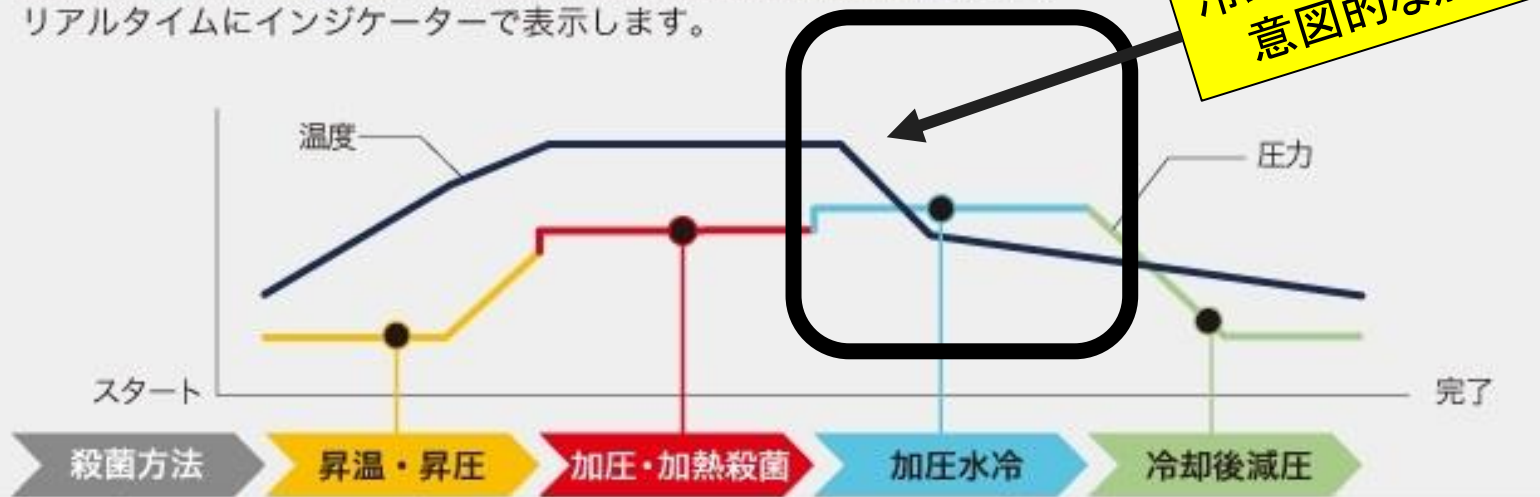 リアルタイムにインジケーターで表示します。
意図的な
温度
圧力
スタート
完了
殺菌方法
昇温・昇圧
加圧・加熱殺菌
加圧水冷
冷却後減圧